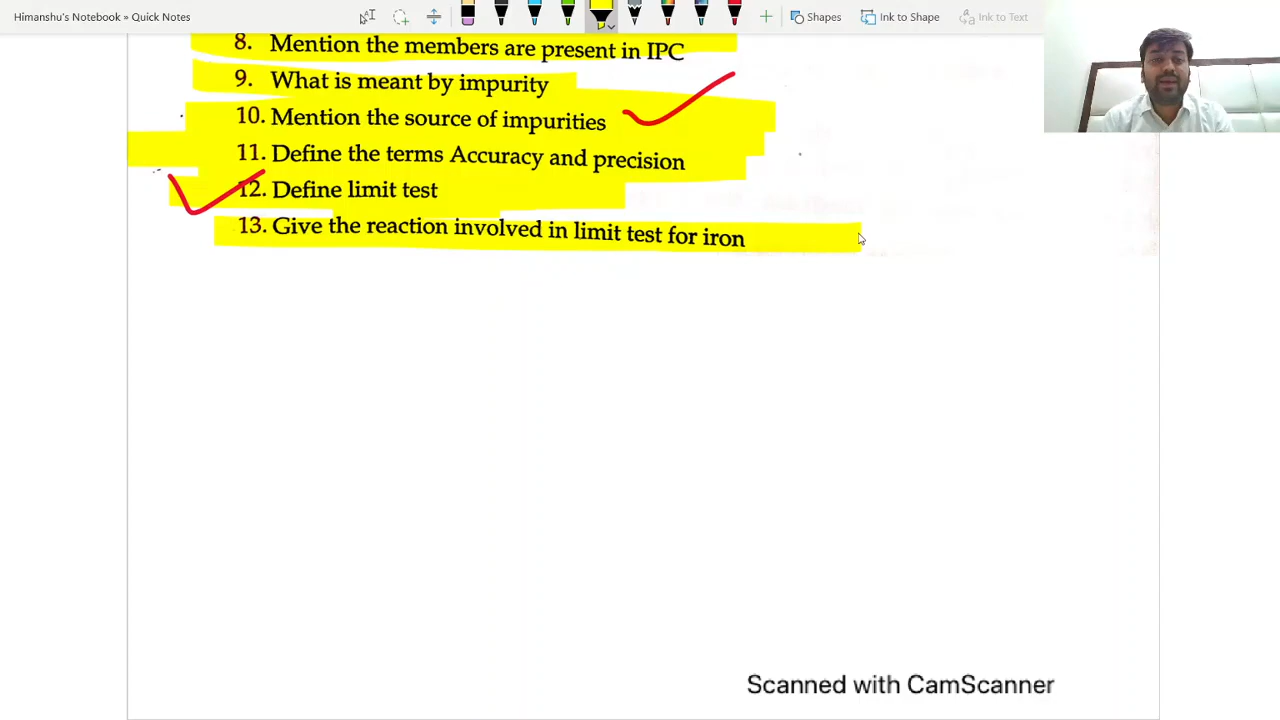 Himanshu's Notebook » Quick Notes
Shapes
Ink to Shape
Ink to Text
8. Mention the members are present in IPC
9. What is meant by impurity
10. Mention the source of impurities
11. Define the terms Accuracy and precision
12. Define limit test
13. Give the reaction involved in limit test for iron
Scanned with CamScanner